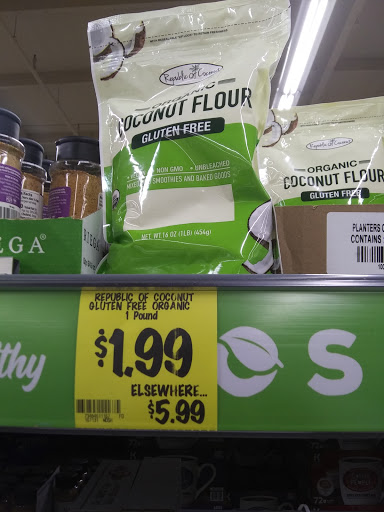 Republic of Coconut
ORGANIC
COCONUT FLOUR
GLUTEN FREE
NON GMO • UNBLEACHED
SMOOTHIES AND BAKED GOODS
NET WT 16 OZ (1LB) (454g)
Republic of Coconut
ORGANIC
COCONUT FLOUR
GLUTEN FREE
PLANTERS
CONTAINS
EGA®
REPUBLIC OF COCONUT
GLUTEN FREE ORGANIC
1 Pound
$1.99
ELSEWHERE...
$5.99
thy
S